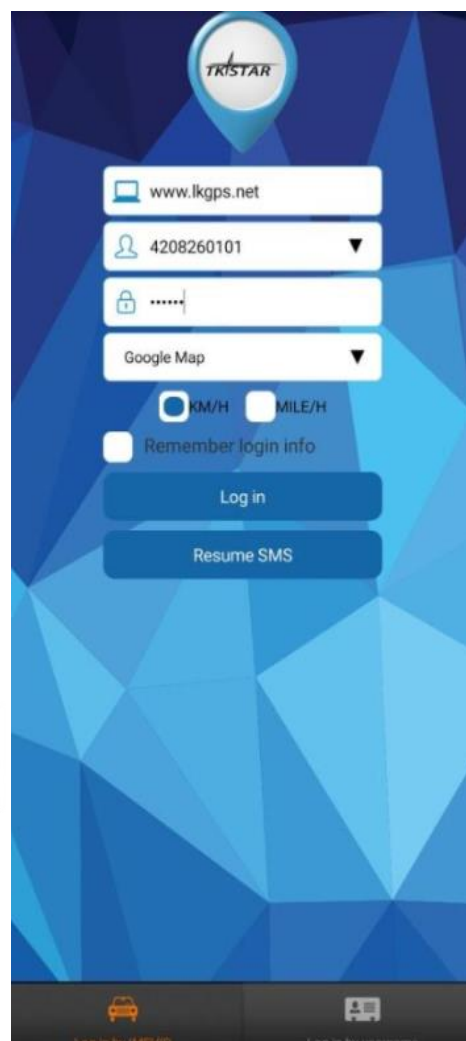 TKSTAR
www.lkgps.net
4208260101
••••••
Google Map
KM/H MILE/H
Remember login info
Log in
Resume SMS